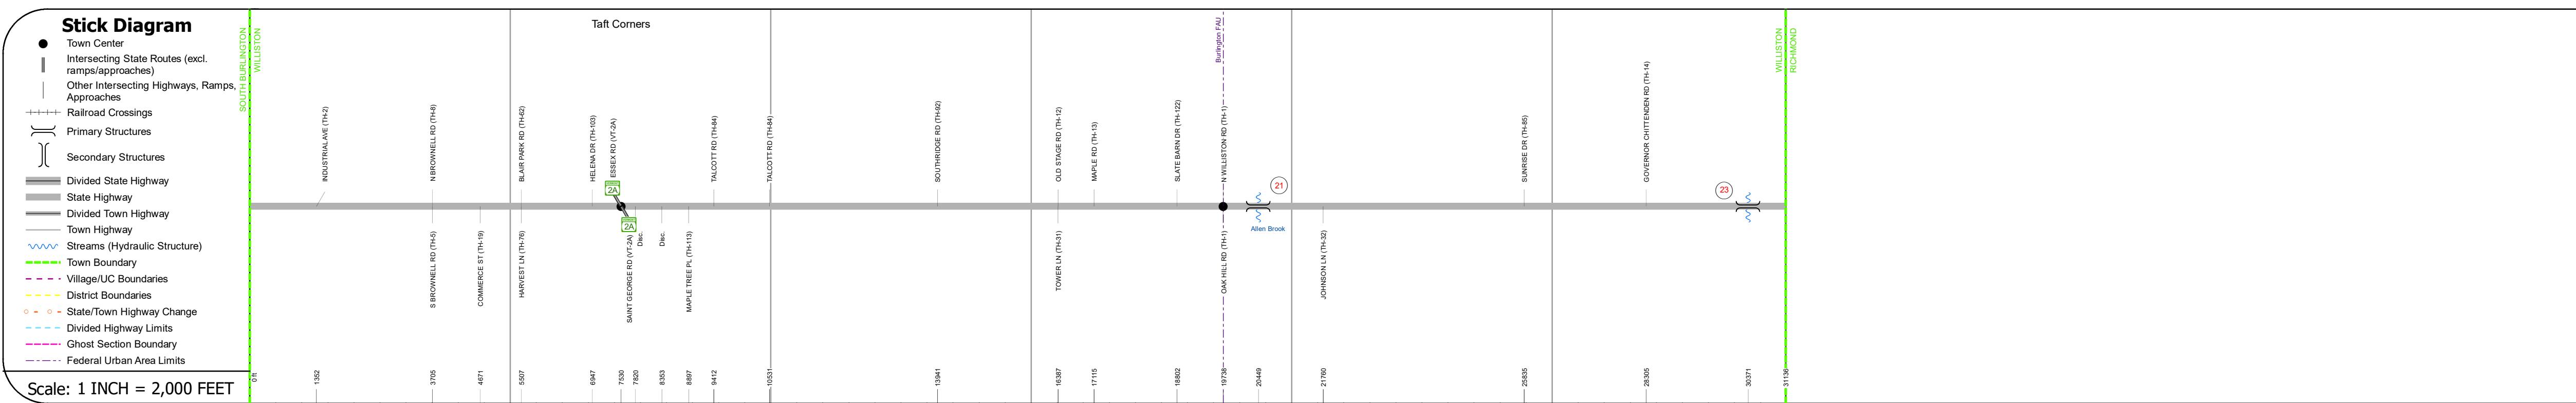 Stick Diagram
Town Center
Intersecting State Routes (excl.
ramps/approaches)
Other Intersecting Highways, Ramps,
Approaches
Railroad Crossings
Primary Structures
Secondary Structures
Divided State Highway
State Highway
Divided Town Highway
Town Highway
Streams (Hydraulic Structure)
Town Boundary
Village/UC Boundaries
District Boundaries
State/Town Highway Change
Divided Highway Limits
Ghost Section Boundary
Federal Urban Area Limits
Scale: 1 INCH = 2,000 FEET
SOUTH BURLINGTON
WILLISTON
Taft Corners
Burlington FAU
WILLISTON
RICHMOND
INDUSTRIAL AVE (TH-2)
N BROWNELL RD (TH-8)
BLAIR PARK RD (TH-62)
HELENA DR (TH-103)
ESSEX RD (VT-2A)
TALCOTT RD (TH-84)
TALCOTT RD (TH-84)
SOUTHRIDGE RD (TH-92)
OLD STAGE RD (TH-12)
MAPLE RD (TH-13)
SLATE BARN DR (TH-122)
N WILLISTON RD (TH-1)
SUNRISE DR (TH-85)
GOVERNOR CHITTENDEN RD (TH-14)
2A
2A
21
23
Allen Brook
S BROWNELL RD (TH-5)
COMMERCE ST (TH-19)
HARVEST LN (TH-76)
SAINT GEORGE RD (VT-2A)
Disc.
Disc.
MAPLE TREE PL (TH-113)
TOWER LN (TH-31)
OAK HILL RD (TH-1)
JOHNSON LN (TH-32)
0 ft
1352
3705
4671
5507
6947
7530
7820
8353
8897
9412
10531
13941
16387
17115
18802
19738
20449
21760
25835
28305
30371
31136